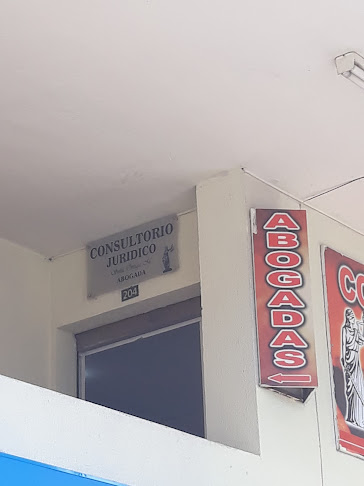 CONSULTORIO
JURIDICO
ABOGADA
204
ABOGADAS
CO